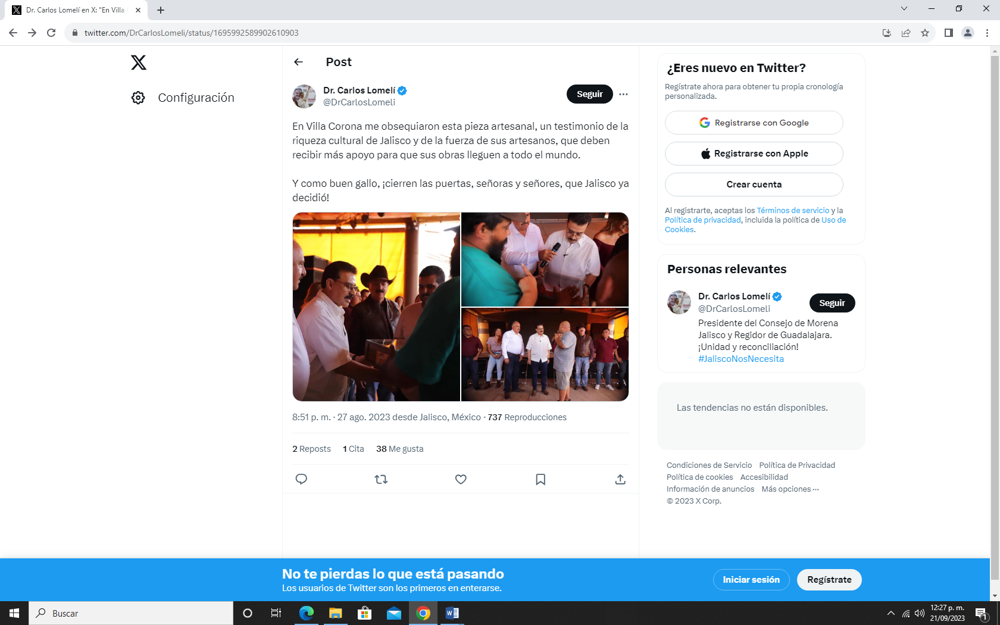 Dr. Carlos Lomelí en X: "En Villa
twitter.com/DrCarlosLomeli/status/1695992589902610903
Configuración
Post
Dr. Carlos Lomelí
@DrCarlosLomeli
Seguir
En Villa Corona me obsequiaron esta pieza artesanal, un testimonio de la
riqueza cultural de Jalisco y de la fuerza de sus artesanos, que deben
recibir más apoyo para que sus obras lleguen a todo el mundo.
Y como buen gallo, ¡cierren las puertas, señoras y señores, que Jalisco ya
decidió!
8:51 p. m. · 27 ago. 2023 desde Jalisco, México · 737 Reproducciones
2 Reposts 1 Cita 38 Me gusta
¿Eres nuevo en Twitter?
Regístrate ahora para obtener tu propia cronología
personalizada.
Registrarse con Google
Registrarse con Apple
Crear cuenta
Al registrarte, aceptas los Términos de servicio y la
Política de privacidad, incluida la política de Uso de
Cookies.
Personas relevantes
Dr. Carlos Lomelí
@DrCarlosLomeli
Seguir
Presidente del Consejo de Morena
Jalisco y Regidor de Guadalajara.
¡Unidad y reconciliación!
#JaliscoNosNecesita
Las tendencias no están disponibles.
Condiciones de Servicio Política de Privacidad
Política de cookies Accesibilidad
Información de anuncios Más opciones ···
© 2023 X Corp.
No te pierdas lo que está pasando
Los usuarios de Twitter son los primeros en enterarse.
Iniciar sesión
Regístrate
Buscar
12:27 p. m.
21/09/2023
1